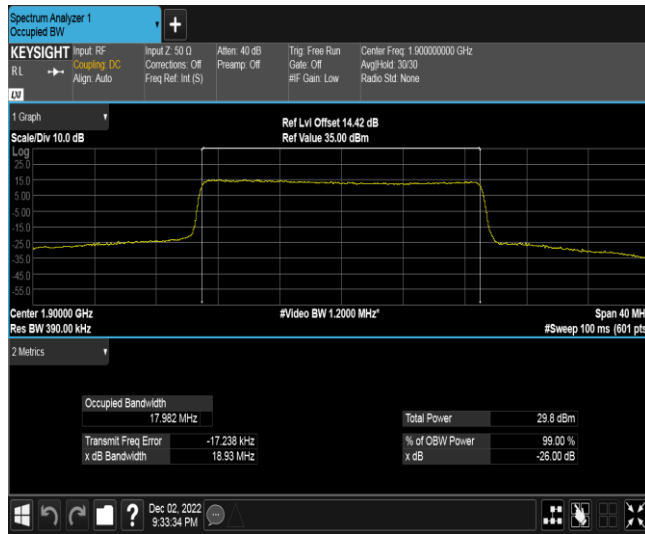 Spectrum Analyzer 1
Occupied BW
+
KEYSIGHT
RL
LXI
Input: RF
Coupling: DC
Align: Auto
Input Z: 50 Ω
Corrections: Off
Freq Ref: Int (S)
Atten: 40 dB
Preamp: Off
Trig: Free Run
Gate: Off
#IF Gain: Low
Center Freq: 1.900000000 GHz
Avg|Hold: 30/30
Radio Std: None
1 Graph
Scale/Div 10.0 dB
Ref Lvl Offset 14.42 dB
Ref Value 35.00 dBm
Log
25.0
15.0
5.00
-5.00
-15.0
-25.0
-35.0
-45.0
-55.0
Center 1.90000 GHz
Res BW 390.00 kHz
#Video BW 1.2000 MHz*
Span 40 MH
#Sweep 100 ms (601 pts
2 Metrics
Occupied Bandwidth
17.982 MHz
Transmit Freq Error -17.238 kHz
x dB Bandwidth 18.93 MHz
Total Power 29.8 dBm
% of OBW Power 99.00 %
x dB -26.00 dB
?
Dec 02, 2022
9:33:34 PM